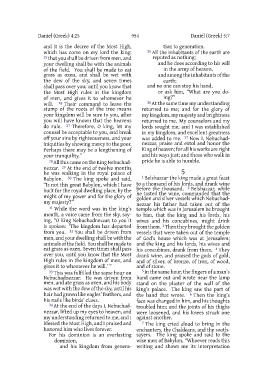 Daniel (Greek) 4:25 954 Daniel (Greek) 5:7
and it is the decree of the Most High,
which has come on my lord the king
25 that you shall be driven from men, and
your dwelling shall be with the animals
of the field. You shall be made to eat
grass as oxen, and shall be wet with
the dew of the sky, and seven times
shall pass over you; until you know that
the Most High rules in the kingdom
of men, and gives it to whomever he
will. 26 Their command to leave the
stump of the roots of the tree means
your kingdom will be sure to you, after
you will have known that the heavens
do rule. 27 Therefore, O king, let my
counsel be acceptable to you, and break
off your sins by righteousness, and your
iniquities by showing mercy to the poor.
Perhaps there may be a lengthening of
your tranquility.”
28 All this came on the King Nebuchad-
nezzar. 29 At the end of twelve months
he was walking in the royal palace of
Babylon. 30 The king spoke and said,
“Is not this great Babylon, which I have
built for the royal dwelling place, by the
might of my power and for the glory of
my majesty?”
31 While the word was in the king’s
mouth, a voice came from the sky, say-
ing, “O King Nebuchadnezzar, to you it
is spoken: ‘The kingdom has departed
from you. 32 You shall be driven from
men, and your dwelling shall be with the
animals of the field. You shall be made to
eat grass as oxen. Seven times shall pass
over you, until you know that the Most
High rules in the kingdom of men, and
gives it to whomever he will.’”
33 This was fulfilled the same hour on
Nebuchadnezzar. He was driven from
men, and ate grass as oxen, and his body
was wet with the dew of the sky, until his
hair had grown like eagles’ feathers, and
his nails like birds’ claws.
34 At the end of the days I, Nebuchad-
nezzar, lifted up my eyes to heaven, and
my understanding returned to me, and I
blessed the Most High, and I praised and
honored him who lives forever.
For his dominion is an everlasting
dominion,
and his kingdom from genera-
tion to generation.
35 All the inhabitants of the earth are
reputed as nothing;
and he does according to his will
in the army of heaven,
and among the inhabitants of the
earth;
and no one can stop his hand,
or ask him, “What are you do-
ing?”
36 At the same time my understanding
returned to me; and for the glory of
my kingdom, my majesty and brightness
returned to me. My counselors and my
lords sought me; and I was established
in my kingdom, and excellent greatness
was added to me. 37 Now I, Nebuchad-
nezzar, praise and extol and honor the
King of heaven; for all his works are truth
and his ways just; and those who walk in
pride he is able to humble.
5
1 Belshazzar the king made a great feast
to a thousand of his lords, and drank wine
before the thousand. 2 Belshazzar, while
he tasted the wine, commanded that the
golden and silver vessels which Nebuchad-
nezzar his father had taken out of the
temple which was in Jerusalem be brought
to him, that the king and his lords, his
wives and his concubines, might drink
from them. 3 Then they brought the golden
vessels that were taken out of the temple
of God’s house which was at Jerusalem;
and the king and his lords, his wives and
his concubines, drank from them. 4 They
drank wine, and praised the gods of gold,
and of silver, of bronze, of iron, of wood,
and of stone.
5 In the same hour, the fingers of a man’s
hand came out and wrote near the lamp
stand on the plaster of the wall of the
king’s palace. The king saw the part of
the hand that wrote. 6 Then the king’s
face was changed in him, and his thoughts
troubled him; and the joints of his thighs
were loosened, and his knees struck one
against another.
7 The king cried aloud to bring in the
enchanters, the Chaldeans, and the sooth-
sayers. The king spoke and said to the
wise men of Babylon, “Whoever reads this
writing and shows me its interpretation